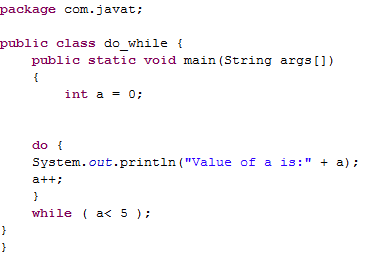 package com.javat;
public class do_while {
public static void main(String args[])
{
int a = 0;
do {
System.out.println("Value of a is:" + a);
a++;
}
while ( a< 5 );
}
}